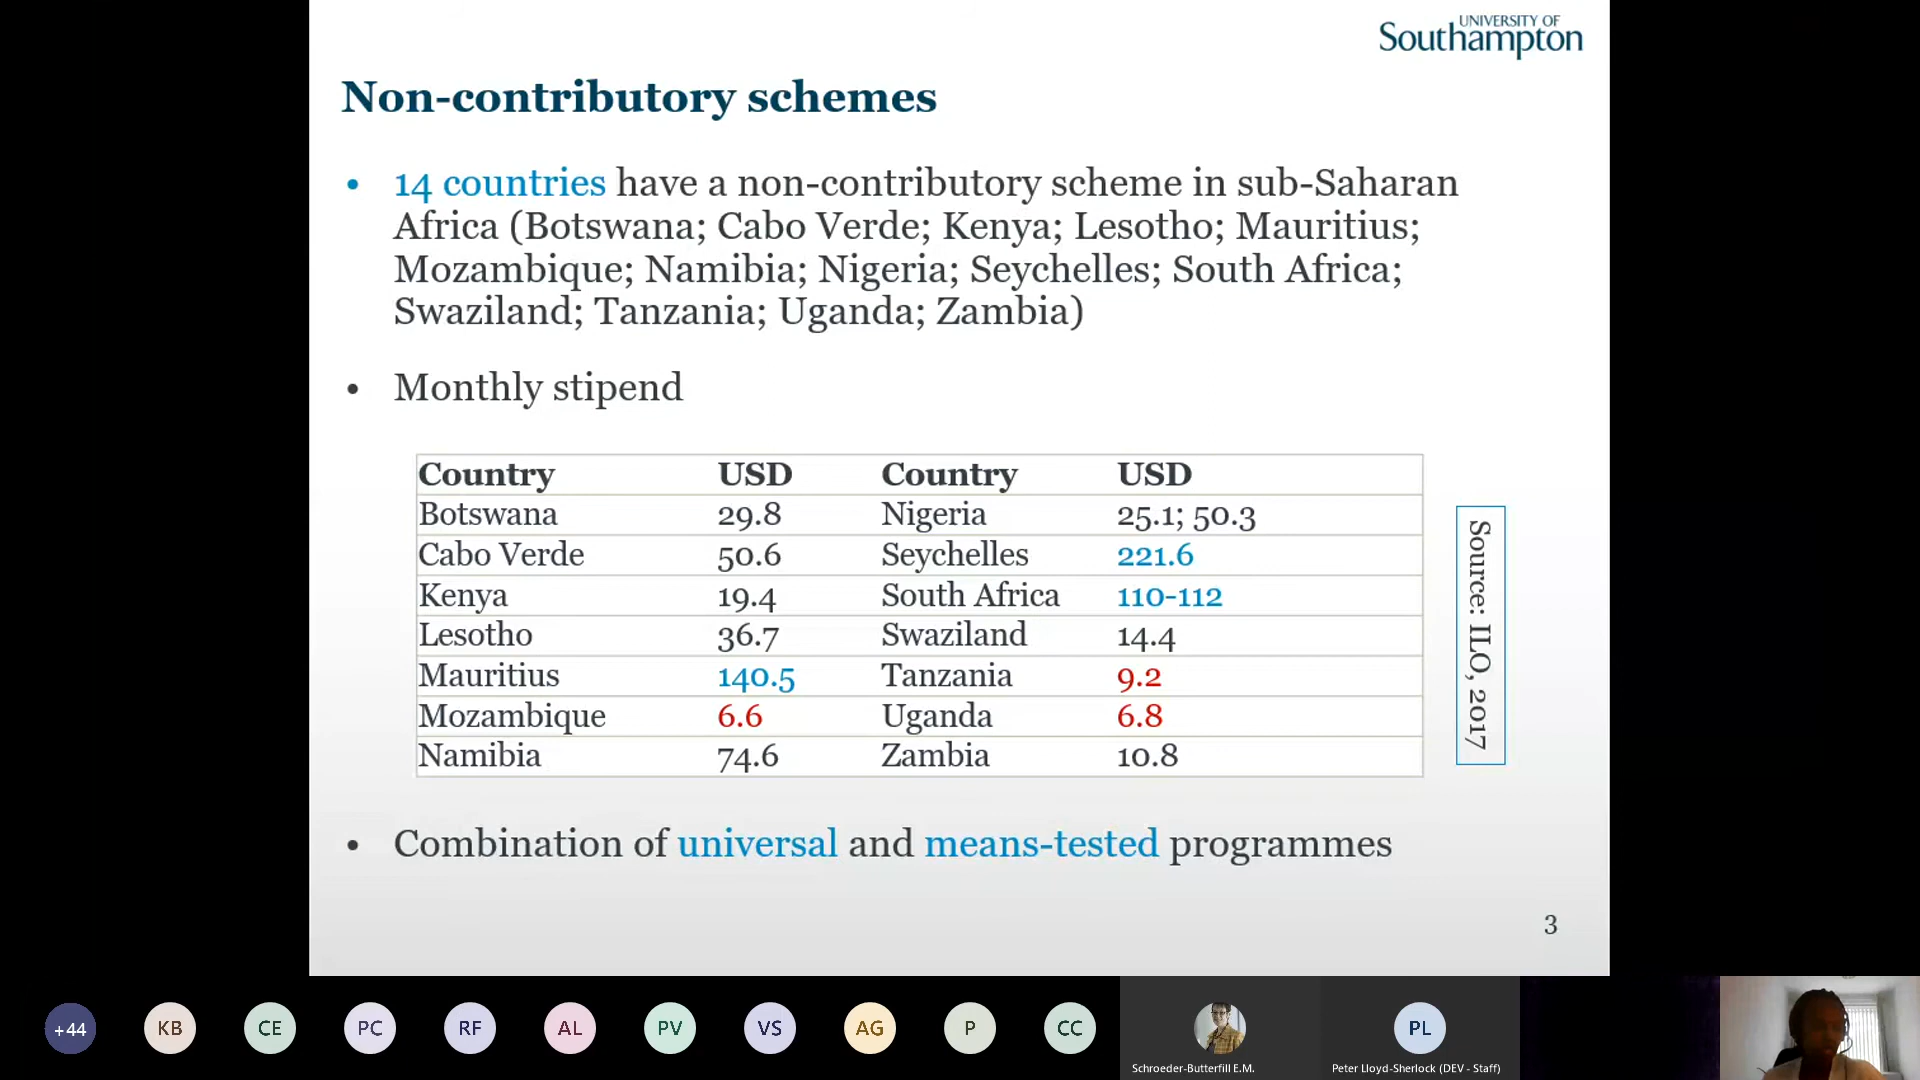 UNIVERSITY OF
Southampton
Non-contributory schemes
• 14 countries have a non-contributory scheme in sub-Saharan
Africa (Botswana; Cabo Verde; Kenya; Lesotho; Mauritius;
Mozambique; Namibia; Nigeria; Seychelles; South Africa;
Swaziland; Tanzania; Uganda; Zambia)
• Monthly stipend
Country USD Country USD
Botswana 29.8 Nigeria 25.1; 50.3
Cabo Verde 50.6 Seychelles 221.6
Kenya 19.4 South Africa 110-112
Lesotho 36.7 Swaziland 14.4
Mauritius 140.5 Tanzania 9.2
Mozambique 6.6 Uganda 6.8
Namibia 74.6 Zambia 10.8
Source: ILO, 2017
• Combination of universal and means-tested programmes
3
+44 KB CE PC RF AL PV VS AG P CC PL
Schroeder-Butterfill E.M. Peter Lloyd-Sherlock (DEV - Staff)